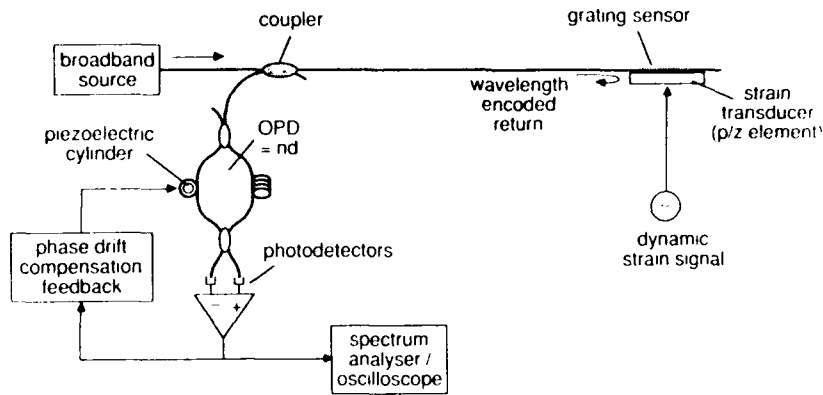 coupler
grating sensor
broadband
source
wavelength
encoded
return
strain
transducer
(p/z element)
OPD
= nd
piezoelectric
cylinder
dynamic
strain signal
phase drift
compensation
feedback
photodetectors
− +
spectrum
analyser /
oscilloscope